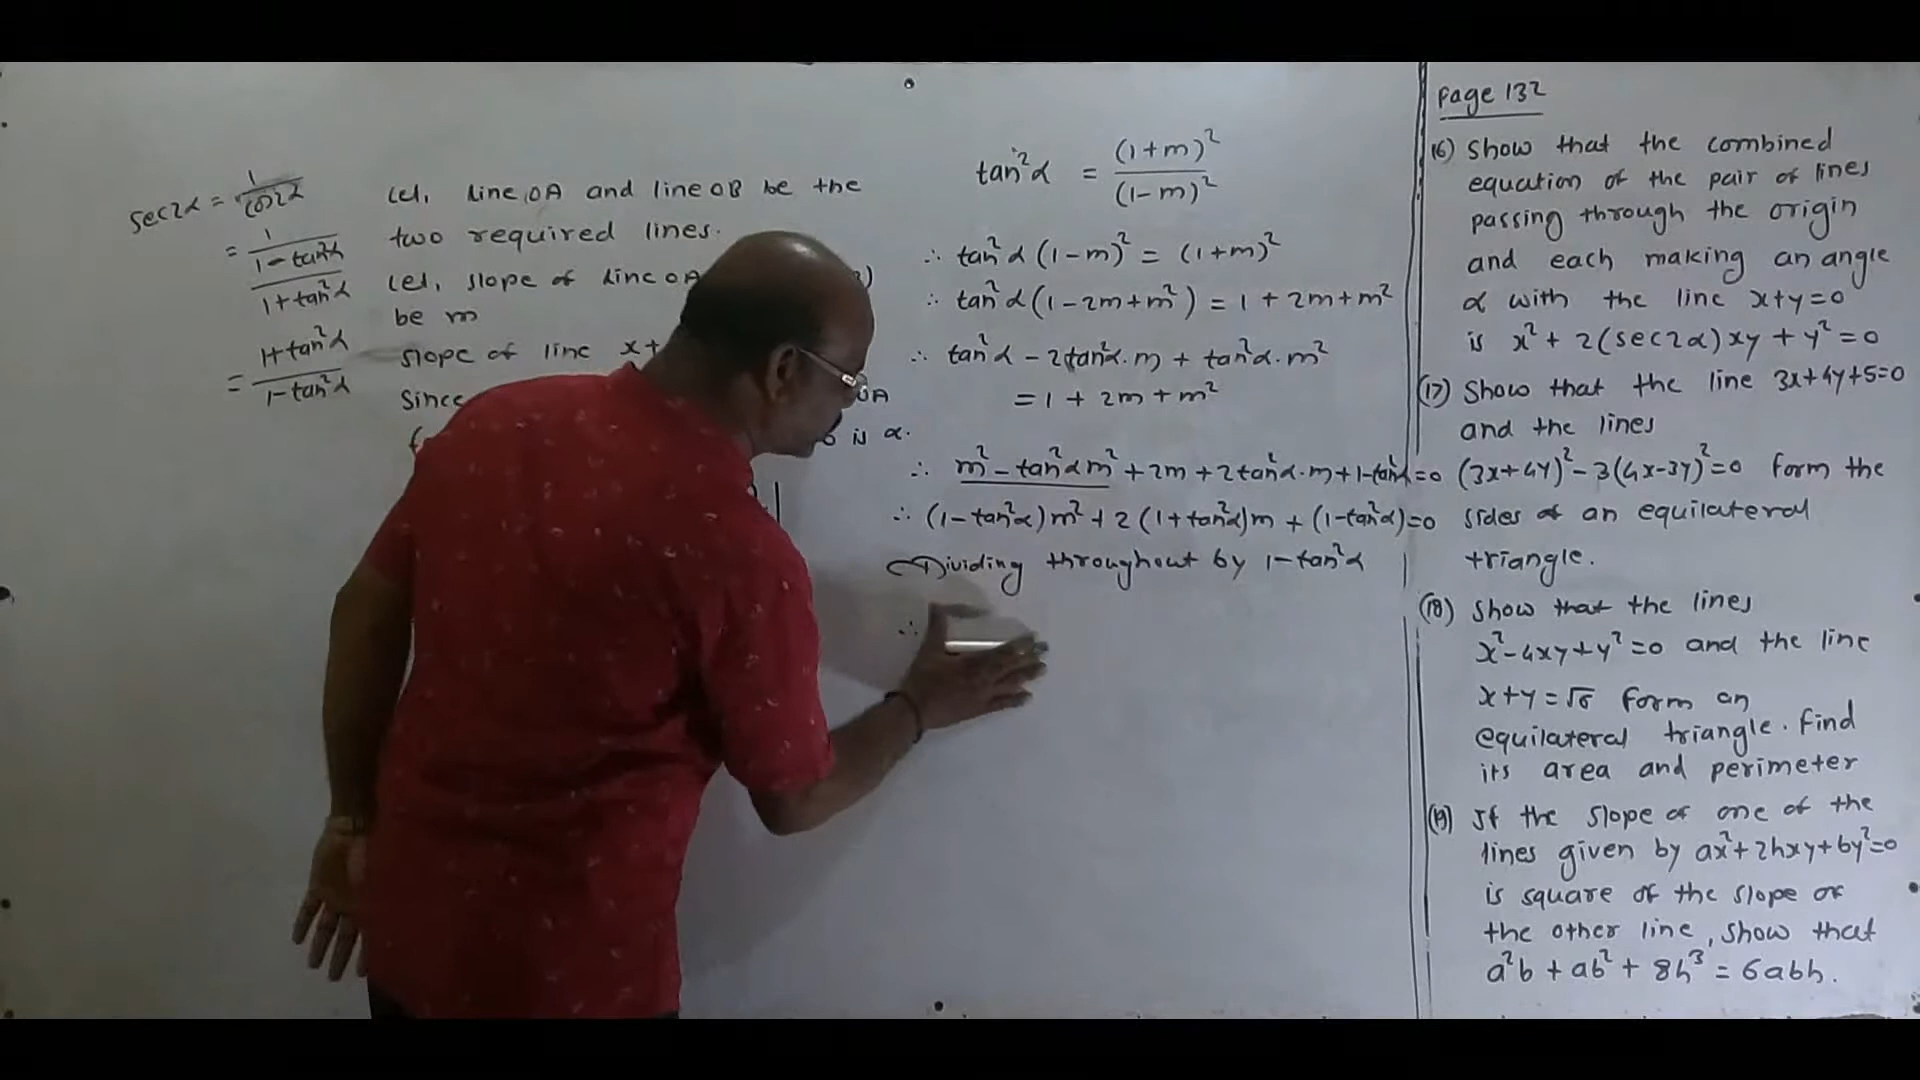 sec2α = 1/cos2α
= 1/(1-tan²α/1+tan²α)
= 1+tan²α/1-tan²α
Let, line OA and line OB be the
two required lines.
Let, slope of line OA
be m
slope of line x+
Since
is α.
tan²α = (1+m)²/(1-m)²
∴ tan²α(1-m)² = (1+m)²
∴ tan²α(1-2m+m²) = 1+2m+m²
∴ tan²α - 2tan²α.m + tan²α.m²
= 1 + 2m + m²
∴ m² - tan²αm² + 2m + 2tan²α.m + 1-tan²α=0
∴ (1-tan²α)m² + 2(1+tan²α)m + (1-tan²α)=0
Dividing throughout by 1-tan²α
∴
Page 132
16) Show that the combined
equation of the pair of lines
passing through the origin
and each making an angle
α with the line x+y=0
is x² + 2(sec2α)xy + y² = 0
(17) Show that the line 3x+4y+5=0
and the lines
(3x+4y)² - 3(4x-3y)² = 0 form the
sides of an equilateral
triangle.
(18) Show that the lines
x²-4xy+y²=0 and the line
x+y=√6 form an
equilateral triangle. Find
its area and perimeter
(19) If the slope of one of the
lines given by ax²+2hxy+by²=0
is square of the slope of
the other line, show that
a²b + ab² + 8h³ = 6abh.